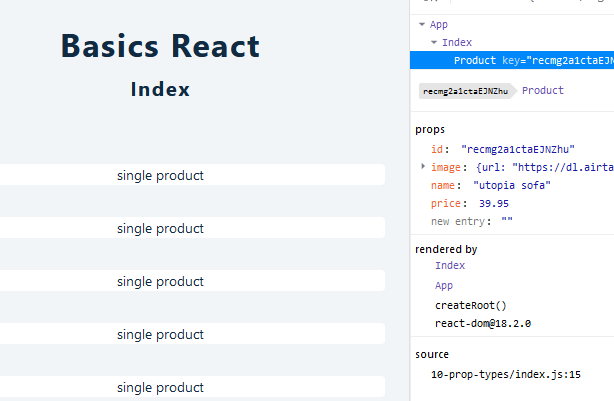 Basics React
Index
single product
single product
single product
single product
single product
App
Index
Product key="recmg2a1ctaEJN
recmg2a1ctaEJNZhu Product
props
id: "recmg2a1ctaEJNZhu"
image: {url: "https://dl.airta
name: "utopia sofa"
price: 39.95
new entry: ""
rendered by
Index
App
createRoot()
react-dom@18.2.0
source
10-prop-types/index.js:15